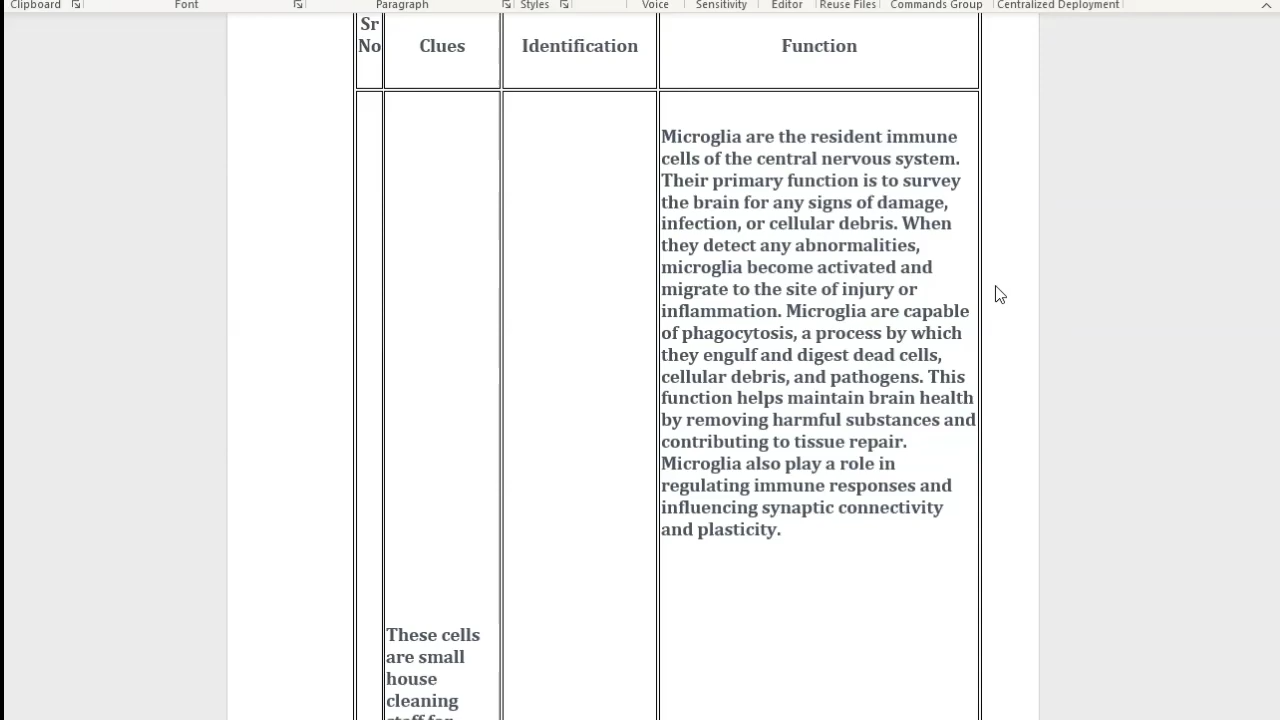 Clipboard Font Paragraph Styles Voice Sensitivity Editor Reuse Files Commands Group Centralized Deployment
Sr
No Clues Identification Function
Microglia are the resident immune
cells of the central nervous system.
Their primary function is to survey
the brain for any signs of damage,
infection, or cellular debris. When
they detect any abnormalities,
microglia become activated and
migrate to the site of injury or
inflammation. Microglia are capable
of phagocytosis, a process by which
they engulf and digest dead cells,
cellular debris, and pathogens. This
function helps maintain brain health
by removing harmful substances and
contributing to tissue repair.
Microglia also play a role in
regulating immune responses and
influencing synaptic connectivity
and plasticity.
These cells
are small
house
cleaning
staff for